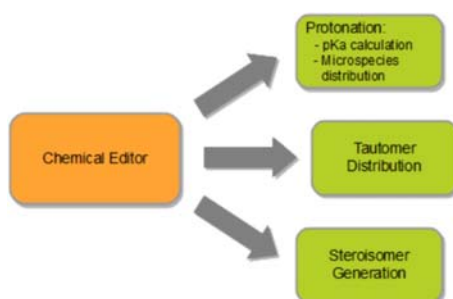 Protonation:
- pKa calculation
- Microspecies
distribution
Chemical Editor
Tautomer
Distribution
Steroisomer
Generation